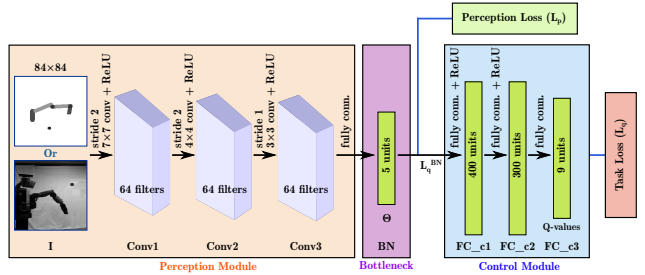 Perception Loss (L_p)
84×84
Or
I
stride 2
7×7 conv + ReLU
64 filters
Conv1
stride 2
4×4 conv + ReLU
64 filters
Conv2
stride 1
3×3 conv + ReLU
64 filters
Conv3
fully conn.
5 units
Θ
BN
L_q^BN
fully conn. + ReLU
400 units
FC_c1
fully conn. + ReLU
300 units
FC_c2
fully conn.
9 units
Q-values
FC_c3
Task Loss (L_q)
Perception Module
Bottleneck
Control Module